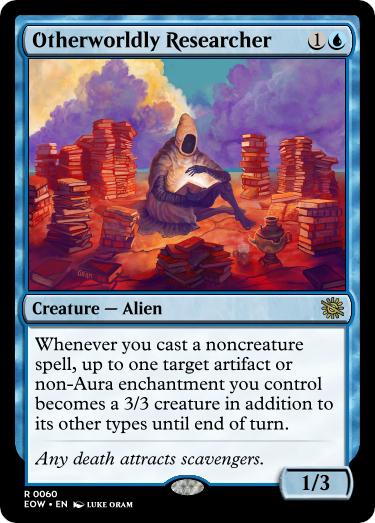 Otherworldly Researcher 1
Creature — Alien
Whenever you cast a noncreature
spell, up to one target artifact or
non-Aura enchantment you control
becomes a 3/3 creature in addition to
its other types until end of turn.
Any death attracts scavengers.
1/3
R 0060
EOW • EN LUKE ORAM